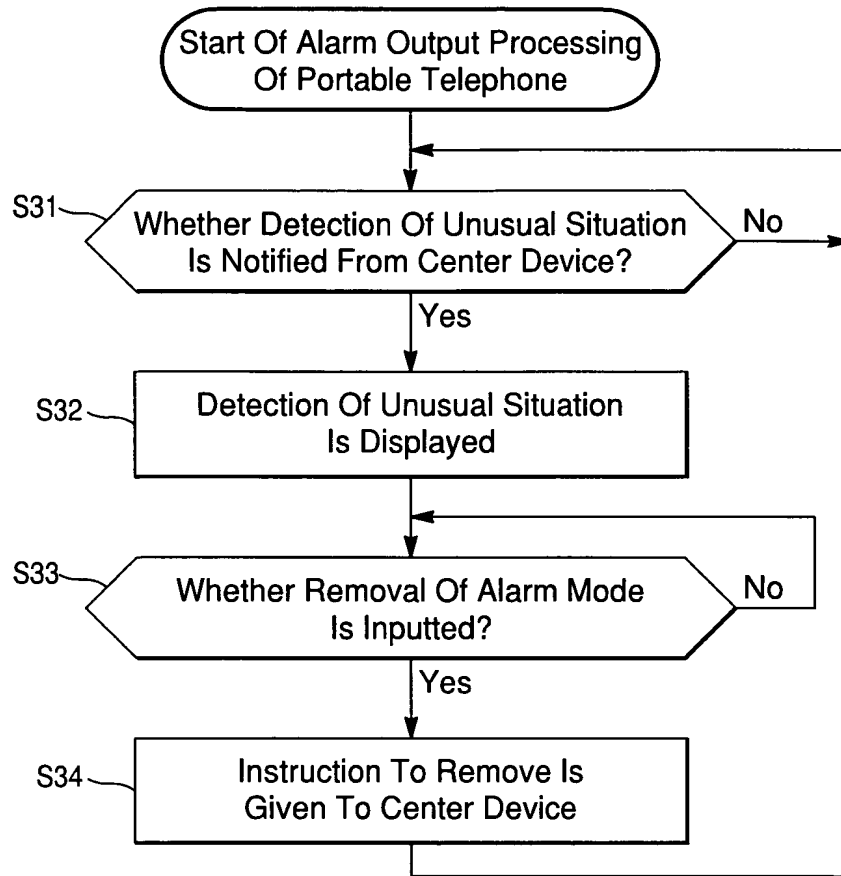 Start Of Alarm Output Processing
Of Portable Telephone
S31
Whether Detection Of Unusual Situation
Is Notified From Center Device?
No
Yes
S32
Detection Of Unusual Situation
Is Displayed
S33
Whether Removal Of Alarm Mode
Is Inputted?
No
Yes
S34
Instruction To Remove Is
Given To Center Device